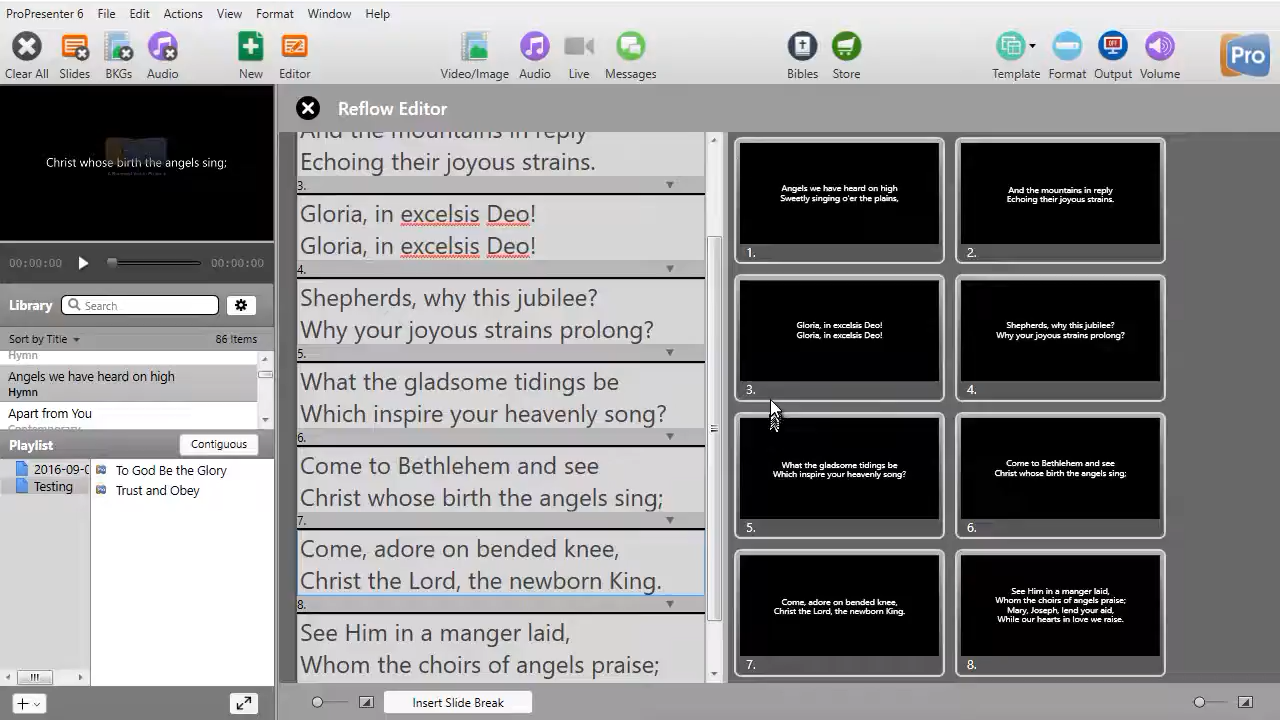 ProPresenter 6 File Edit Actions View Format Window Help
Clear All Slides BKGs Audio New Editor Video/Image Audio Live Messages Bibles Store Template Format Output Volume
OFF
Pro
Christ whose birth the angels sing;
00:00:00 00:00:00
Library Search
Sort by Title 86 Items
Hymn
Angels we have heard on high
Hymn
Apart from You
Contemporary
Playlist Contiguous
2016-09-0
Testing
To God Be the Glory
Trust and Obey
Reflow Editor
And the mountains in reply
Echoing their joyous strains.
3.
Gloria, in excelsis Deo!
Gloria, in excelsis Deo!
4.
Shepherds, why this jubilee?
Why your joyous strains prolong?
5.
What the gladsome tidings be
Which inspire your heavenly song?
6.
Come to Bethlehem and see
Christ whose birth the angels sing;
7.
Come, adore on bended knee,
Christ the Lord, the newborn King.
8.
See Him in a manger laid,
Whom the choirs of angels praise;
Angels we have heard on high
Sweetly singing o'er the plains,
1.
And the mountains in reply
Echoing their joyous strains.
2.
Gloria, in excelsis Deo!
Gloria, in excelsis Deo!
3.
Shepherds, why this jubilee?
Why your joyous strains prolong?
4.
What the gladsome tidings be
Which inspire your heavenly song?
5.
Come to Bethlehem and see
Christ whose birth the angels sing;
6.
Come, adore on bended knee,
Christ the Lord, the newborn King.
7.
See Him in a manger laid,
Whom the choirs of angels praise;
Mary, Joseph, lend your aid,
While our hearts in love we raise.
8.
Insert Slide Break